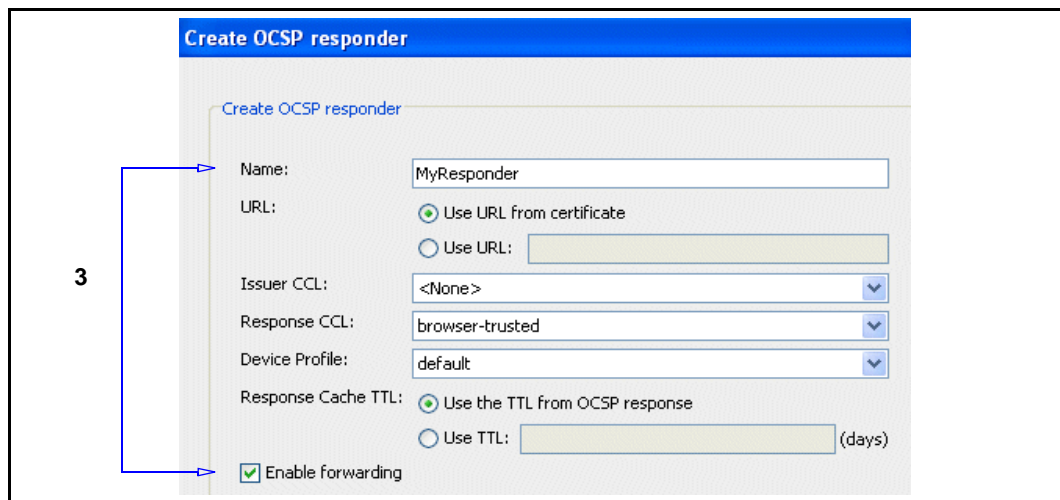 Create OCSP responder
Create OCSP responder
Name: MyResponder
URL: Use URL from certificate
Use URL:
3
Issuer CCL: <None>
Response CCL: browser-trusted
Device Profile: default
Response Cache TTL: Use the TTL from OCSP response
Use TTL: (days)
Enable forwarding